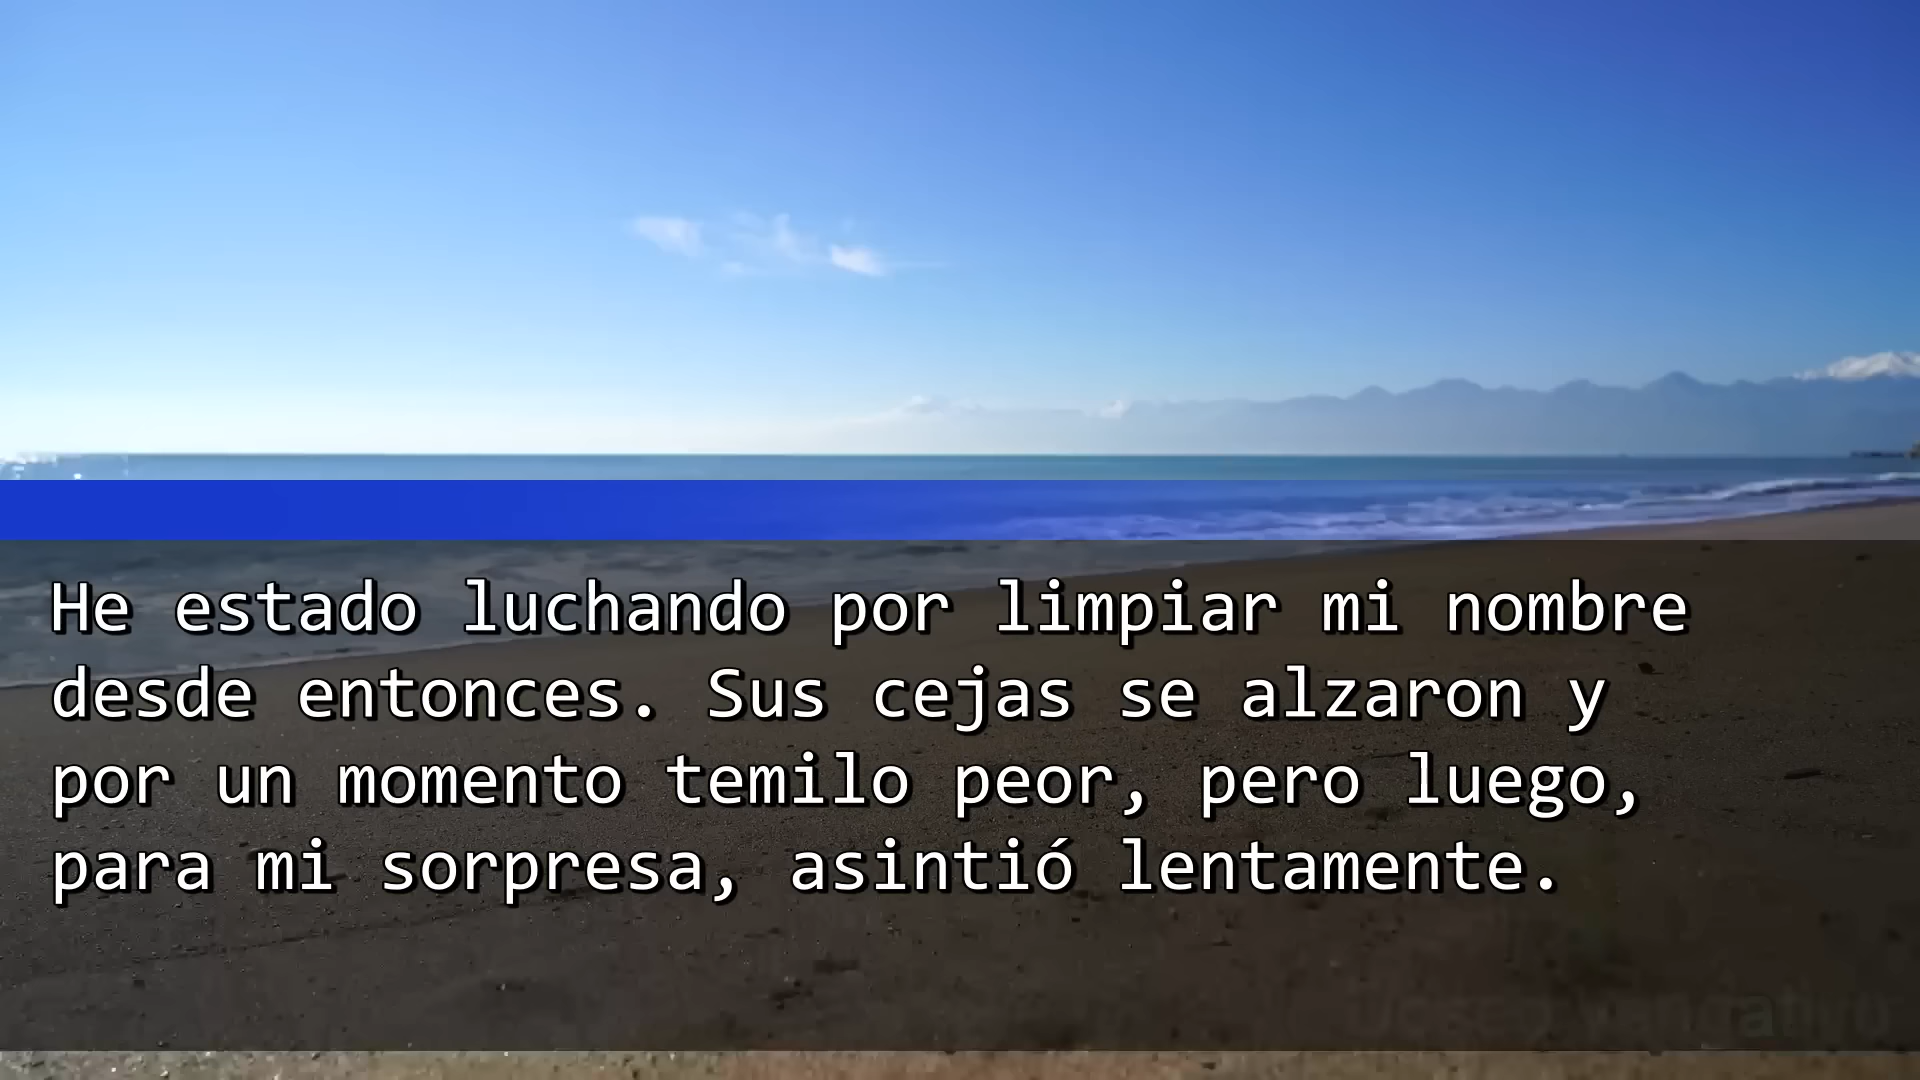 He estado luchando por limpiar mi nombre
desde entonces. Sus cejas se alzaron y
por un momento temilo peor, pero luego,
para mi sorpresa, asintió lentamente.